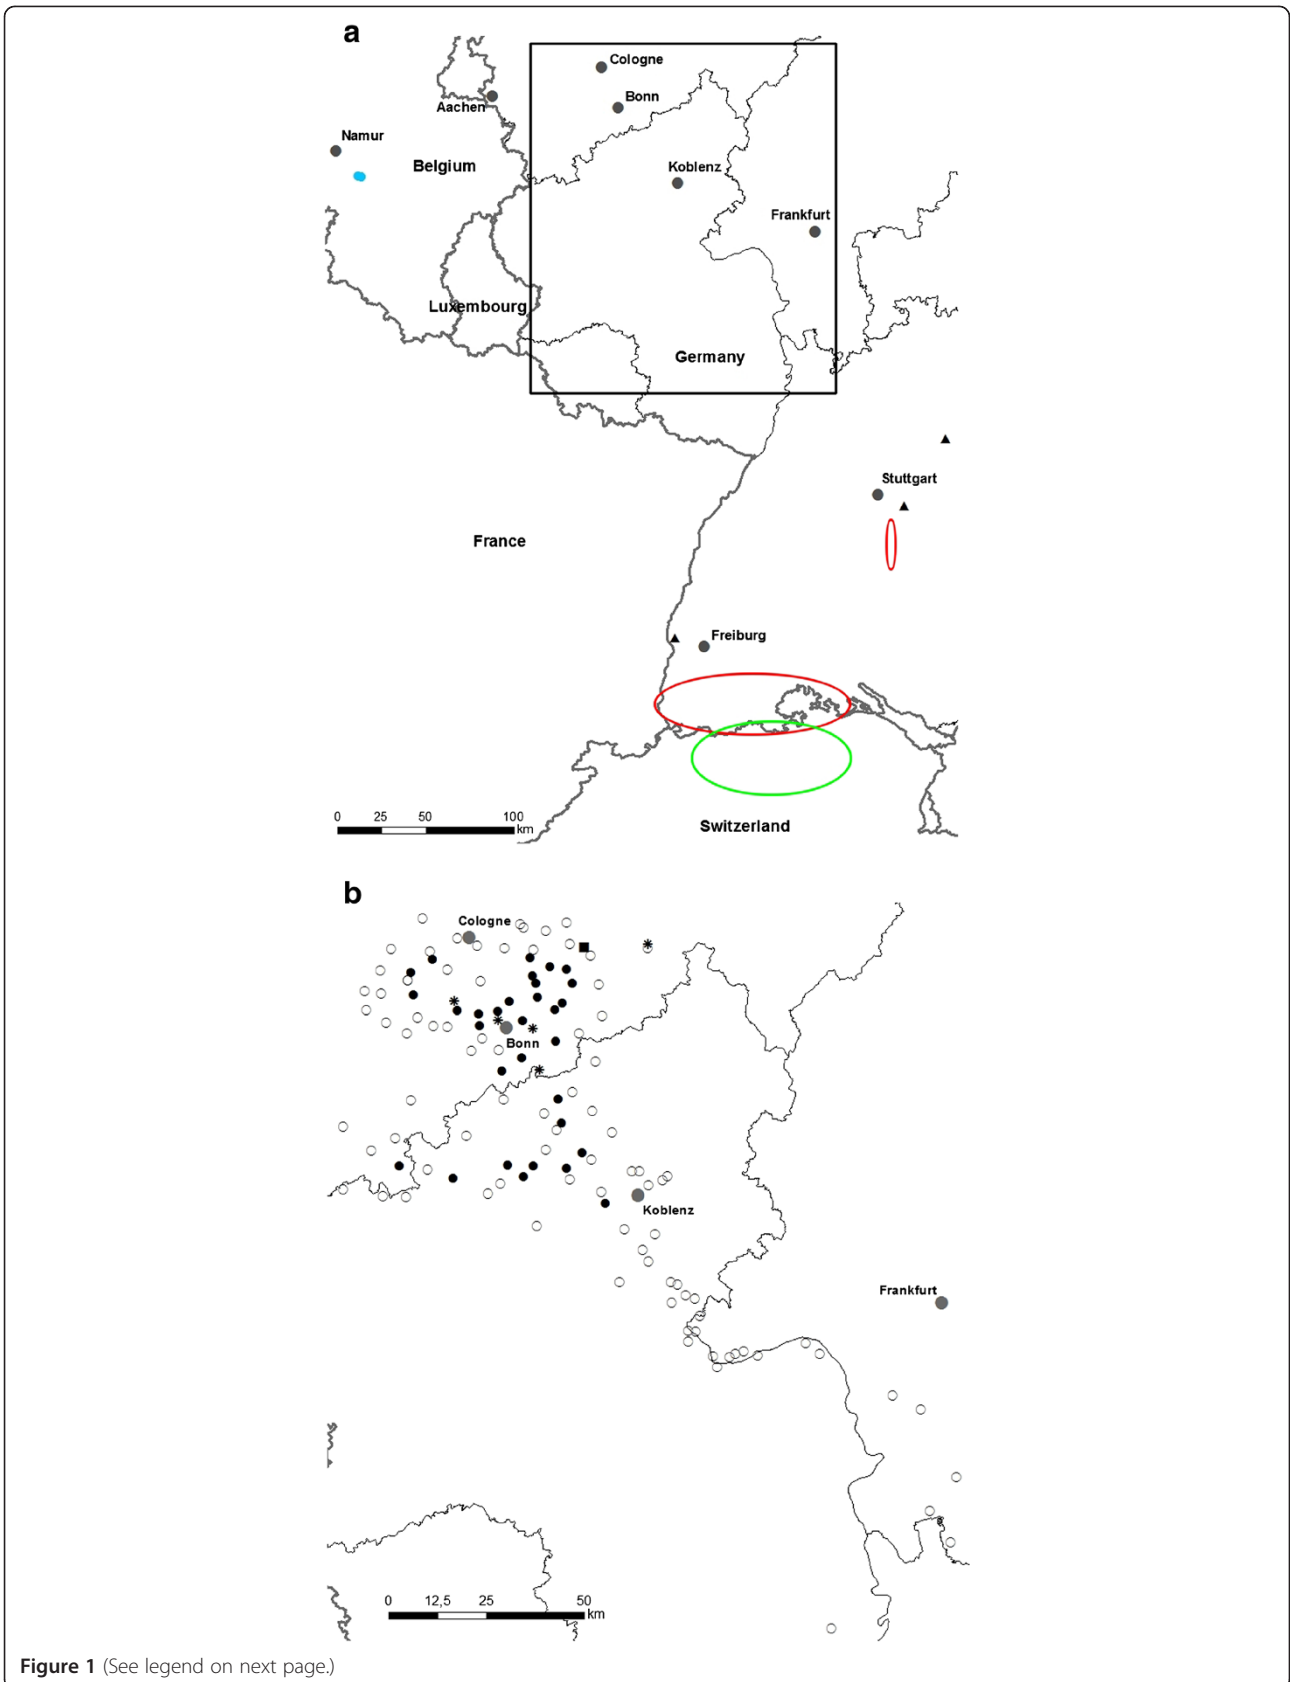 a
Cologne
Bonn
Aachen
Namur
Belgium
Koblenz
Frankfurt
Luxembourg
Germany
Stuttgart
France
Freiburg
0 25 50 100
km
Switzerland
b
Cologne
Bonn
Koblenz
Frankfurt
0 12,5 25 50
km
Figure 1 (See legend on next page.)